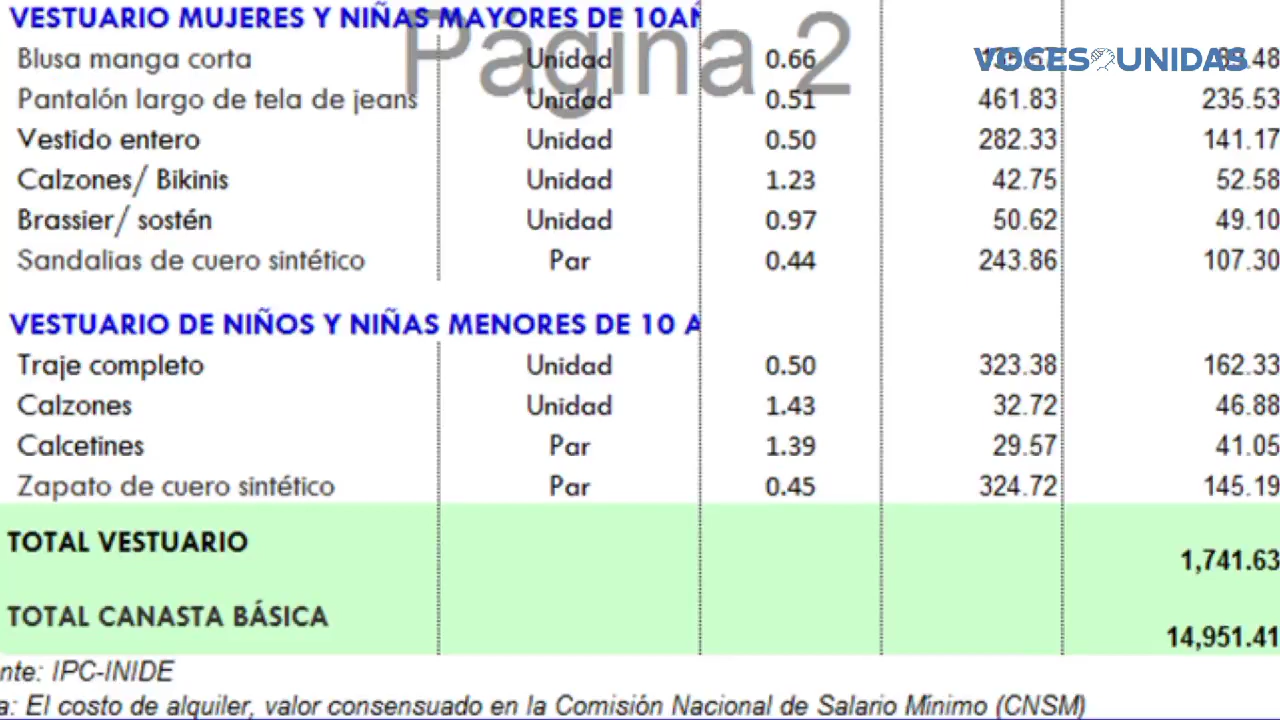 VESTUARIO MUJERES Y NIÑAS MAYORES DE 10AÑ
Página 2
VOCES UNIDAS
Blusa manga corta Unidad 0.66
Pantalón largo de tela de jeans Unidad 0.51 461.83 235.53
Vestido entero Unidad 0.50 282.33 141.17
Calzones/ Bikinis Unidad 1.23 42.75 52.58
Brassier/ sostén Unidad 0.97 50.62 49.10
Sandalias de cuero sintético Par 0.44 243.86 107.30
VESTUARIO DE NIÑOS Y NIÑAS MENORES DE 10 A
Traje completo Unidad 0.50 323.38 162.33
Calzones Unidad 1.43 32.72 46.88
Calcetines Par 1.39 29.57 41.05
Zapato de cuero sintético Par 0.45 324.72 145.19
TOTAL VESTUARIO 1,741.63
TOTAL CANASTA BÁSICA 14,951.41
nte: IPC-INIDE
a: El costo de alquiler, valor consensuado en la Comisión Nacional de Salario Mínimo (CNSM)